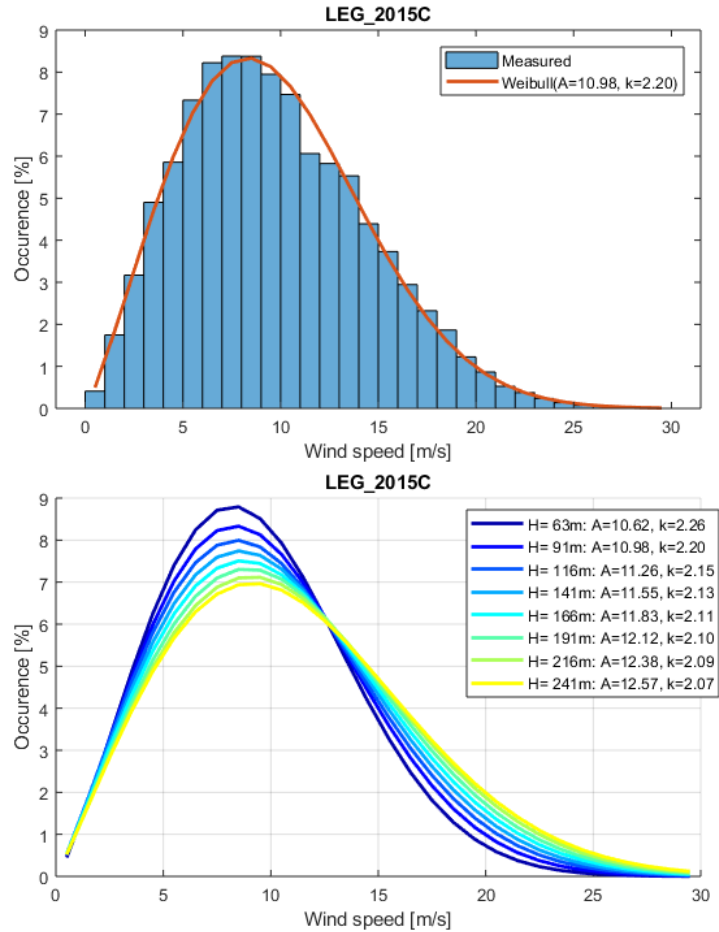 LEG_2015C
9
8
7
6
5
4
3
2
1
0
Occurence [%]
Measured
Weibull(A=10.98, k=2.20)
0 5 10 15 20 25 30
Wind speed [m/s]
LEG_2015C
9
8
7
6
5
4
3
2
1
0
Occurence [%]
H= 63m: A=10.62, k=2.26
H= 91m: A=10.98, k=2.20
H= 116m: A=11.26, k=2.15
H= 141m: A=11.55, k=2.13
H= 166m: A=11.83, k=2.11
H= 191m: A=12.12, k=2.10
H= 216m: A=12.38, k=2.09
H= 241m: A=12.57, k=2.07
0 5 10 15 20 25 30
Wind speed [m/s]